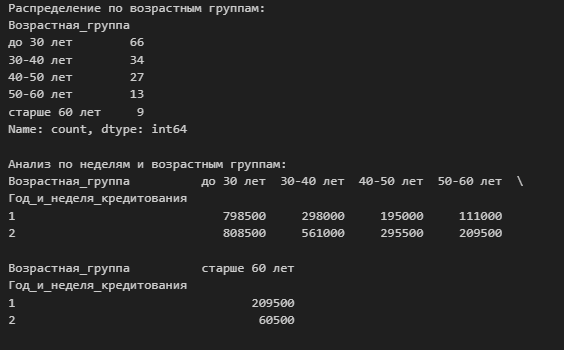 Распределение по возрастным группам:
Возрастная_группа
до 30 лет        66
30-40 лет        34
40-50 лет        27
50-60 лет        13
старше 60 лет     9
Name: count, dtype: int64
Анализ по неделям и возрастным группам:
Возрастная_группа          до 30 лет  30-40 лет  40-50 лет  50-60 лет  \
Год_и_неделя_кредитования
1                             798500     298000     195000     111000
2                             808500     561000     295500     209500
Возрастная_группа          старше 60 лет
Год_и_неделя_кредитования
1                                 209500
2                                  60500